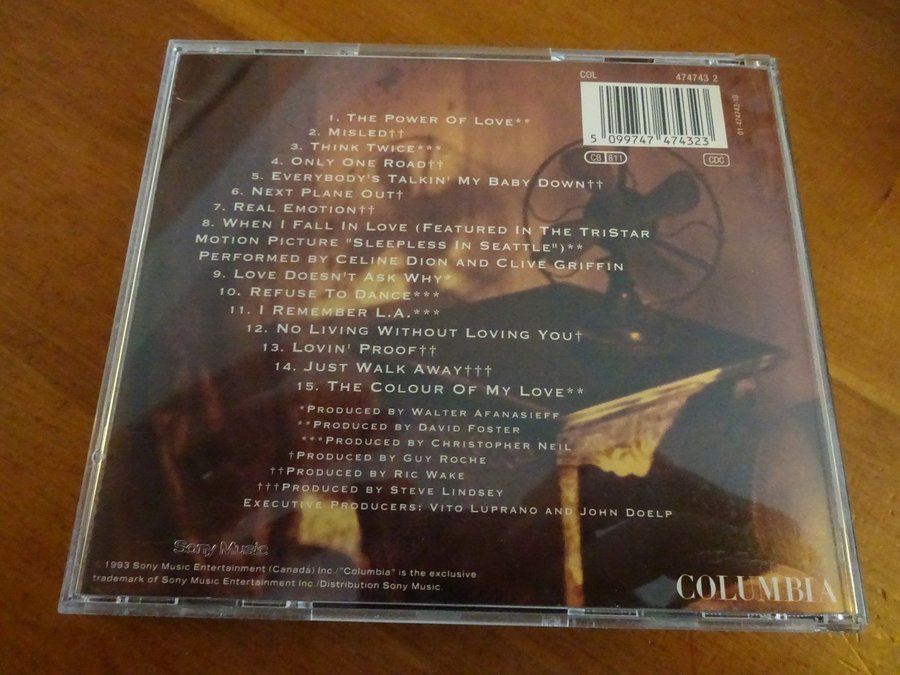 COL 474743 2
5 099747 474323
CB 811 CDC
01-474743-10
1. The Power Of Love**
2. Misled††
3. Think Twice***
4. Only One Road††
5. Everybody's Talkin' My Baby Down††
6. Next Plane Out†
7. Real Emotion††
8. When I Fall In Love (Featured In The TriStar
Motion Picture "Sleepless In Seattle")**
Performed by Celine Dion and Clive Griffin
9. Love Doesn't Ask Why*
10. Refuse To Dance***
11. I Remember L.A.***
12. No Living Without Loving You†
13. Lovin' Proof††
14. Just Walk Away†††
15. The Colour Of My Love**
*Produced by Walter Afanasieff
**Produced by David Foster
***Produced by Christopher Neil
†Produced by Guy Roche
††Produced by Ric Wake
†††Produced by Steve Lindsey
Executive Producers: Vito Luprano and John Doelp
Sony Music
© 1993 Sony Music Entertainment (Canada) Inc./"Columbia" is the exclusive
trademark of Sony Music Entertainment Inc./Distribution Sony Music.
COLUMBIA